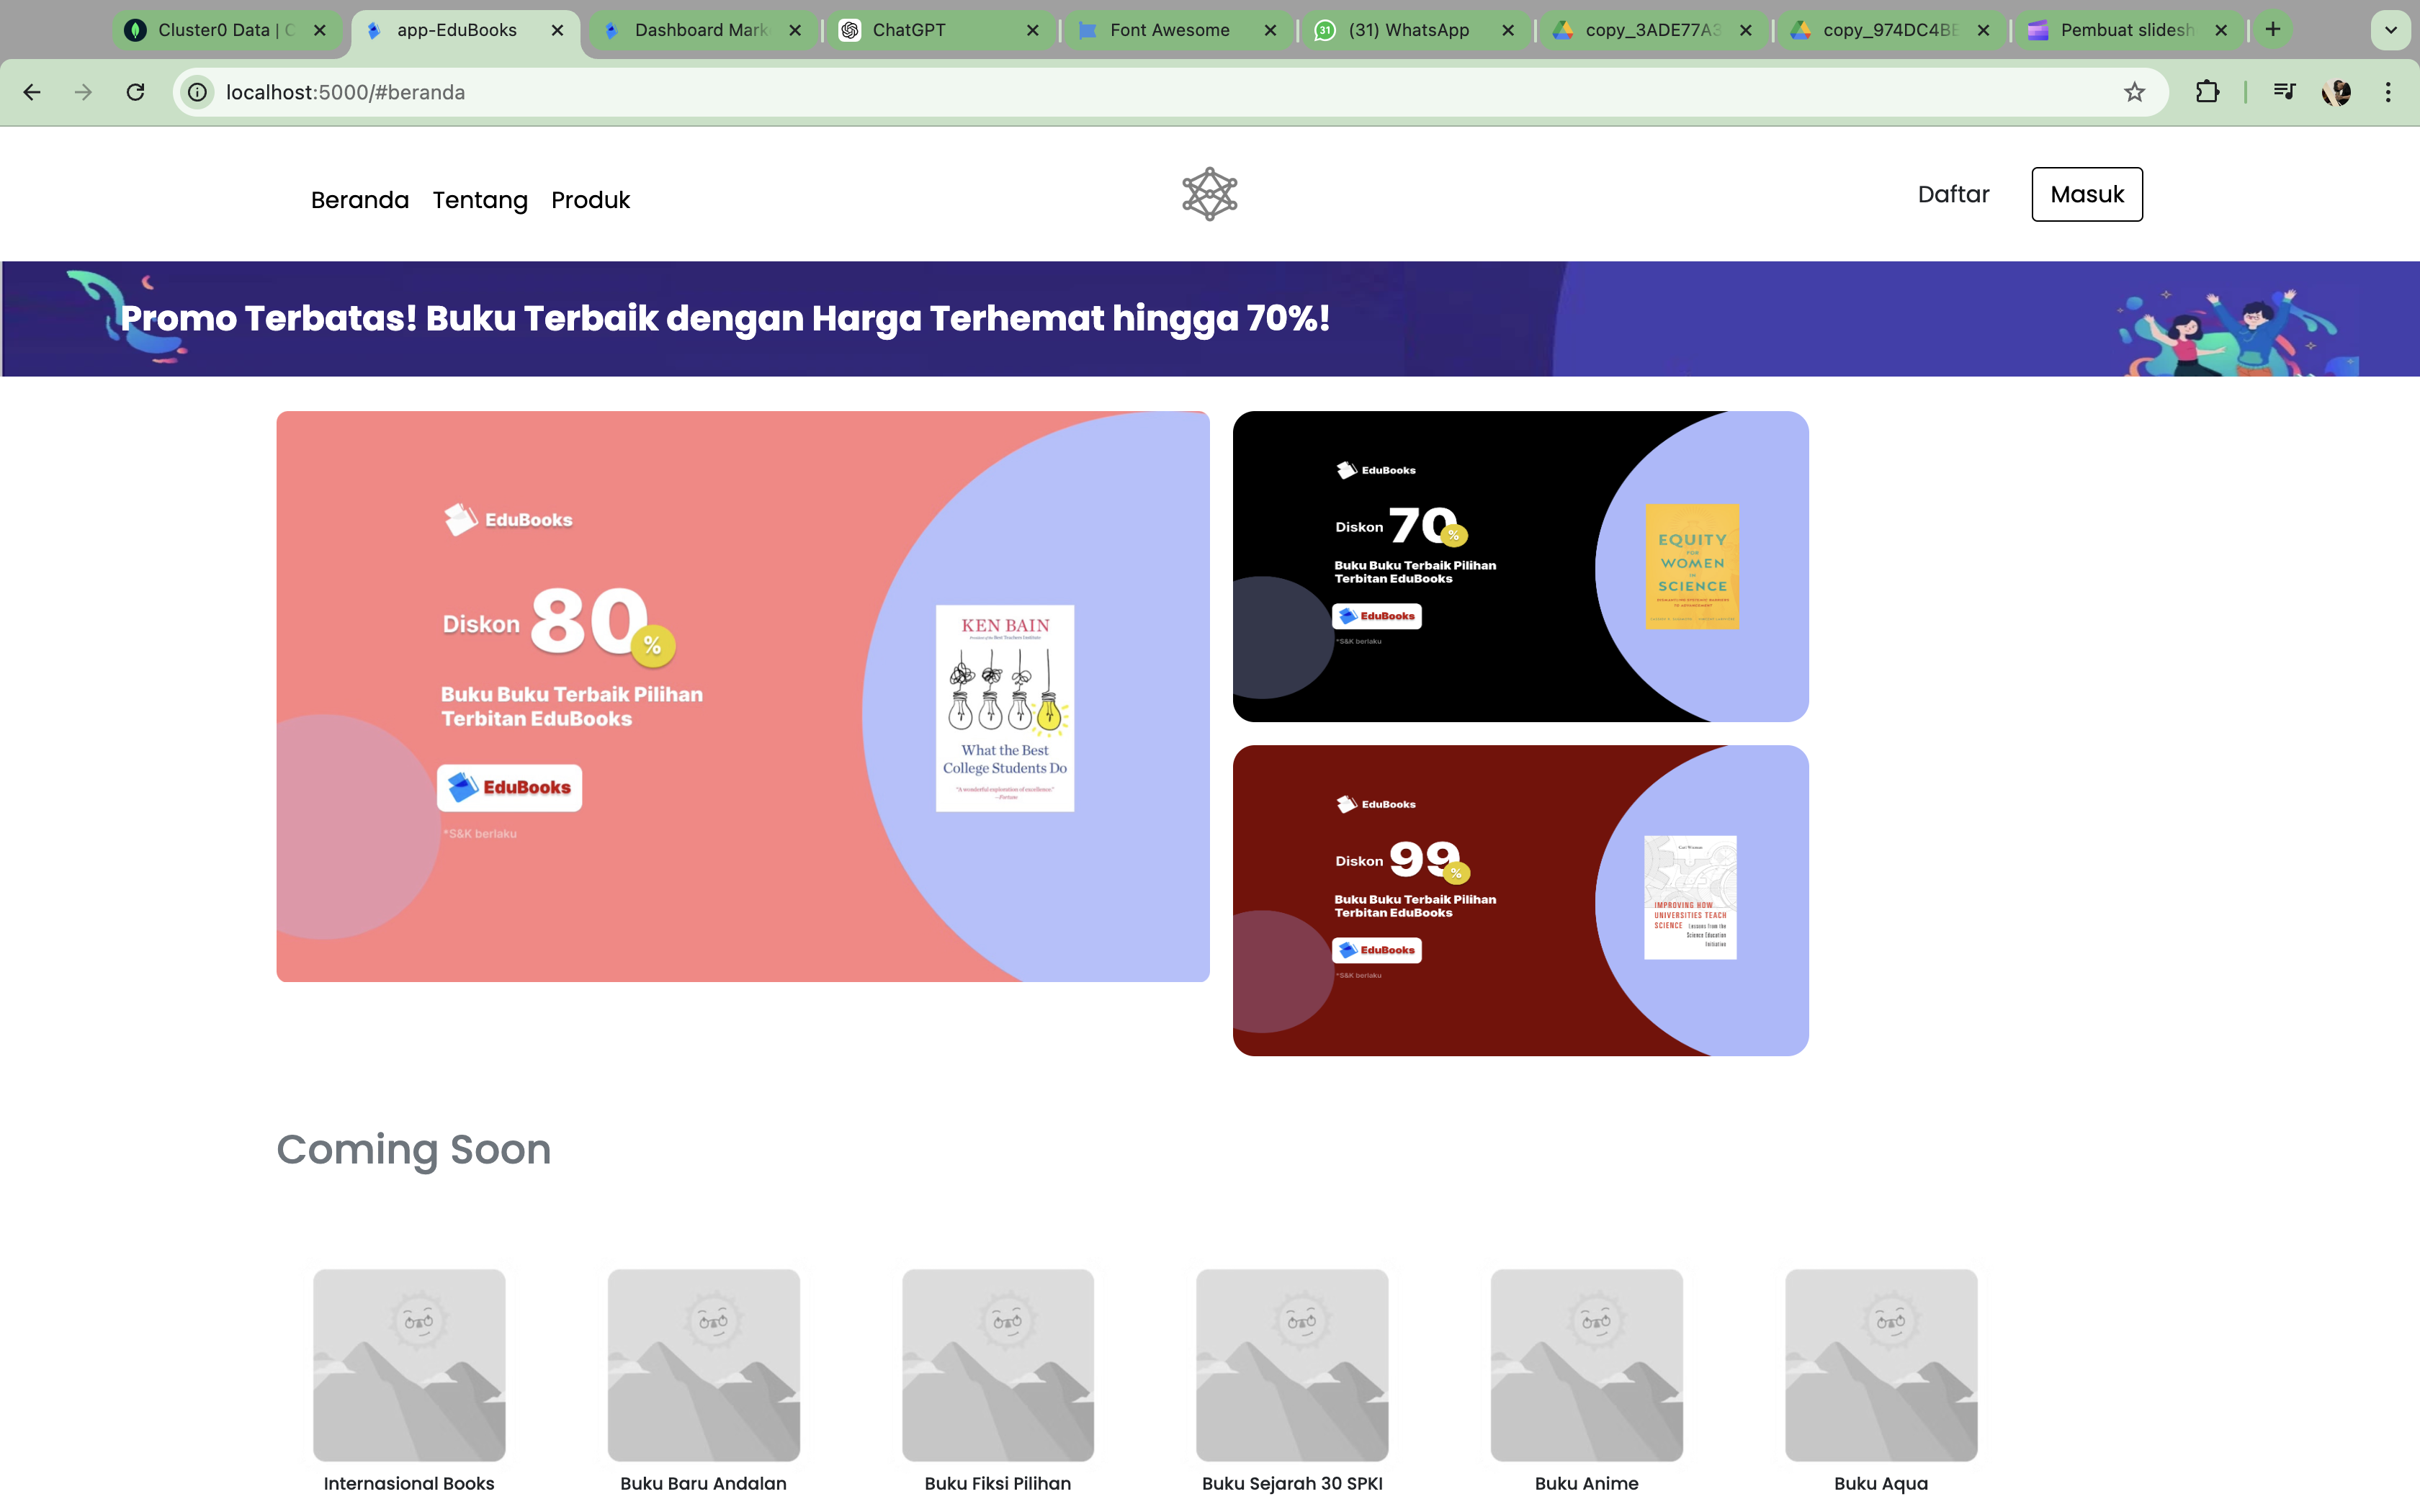 Cluster0 Data | C
app-EduBooks
Dashboard Mark
ChatGPT
Font Awesome
31
(31) WhatsApp
copy_3ADE77A3
copy_974DC4BE
Pembuat slidesh
localhost:5000/#beranda
Beranda
Tentang
Produk
Daftar
Masuk
Promo Terbatas! Buku Terbaik dengan Harga Terhemat hingga 70%!
EduBooks
Diskon 80 %
Buku Buku Terbaik Pilihan
Terbitan EduBooks
EduBooks
*S&K berlaku
KEN BAIN
What the Best
College Students Do
"A wonderful exploration of excellence."
—Fortune
EduBooks
Diskon 70 %
Buku Buku Terbaik Pilihan
Terbitan EduBooks
EduBooks
*S&K berlaku
EQUITY
FOR
WOMEN
IN
SCIENCE
EduBooks
Diskon 99 %
Buku Buku Terbaik Pilihan
Terbitan EduBooks
EduBooks
*S&K berlaku
Carl Wieman
IMPROVING HOW
UNIVERSITIES TEACH
SCIENCE Lessons from the
Science Education
Initiative
Coming Soon
Internasional Books
Buku Baru Andalan
Buku Fiksi Pilihan
Buku Sejarah 30 SPKI
Buku Anime
Buku Aqua